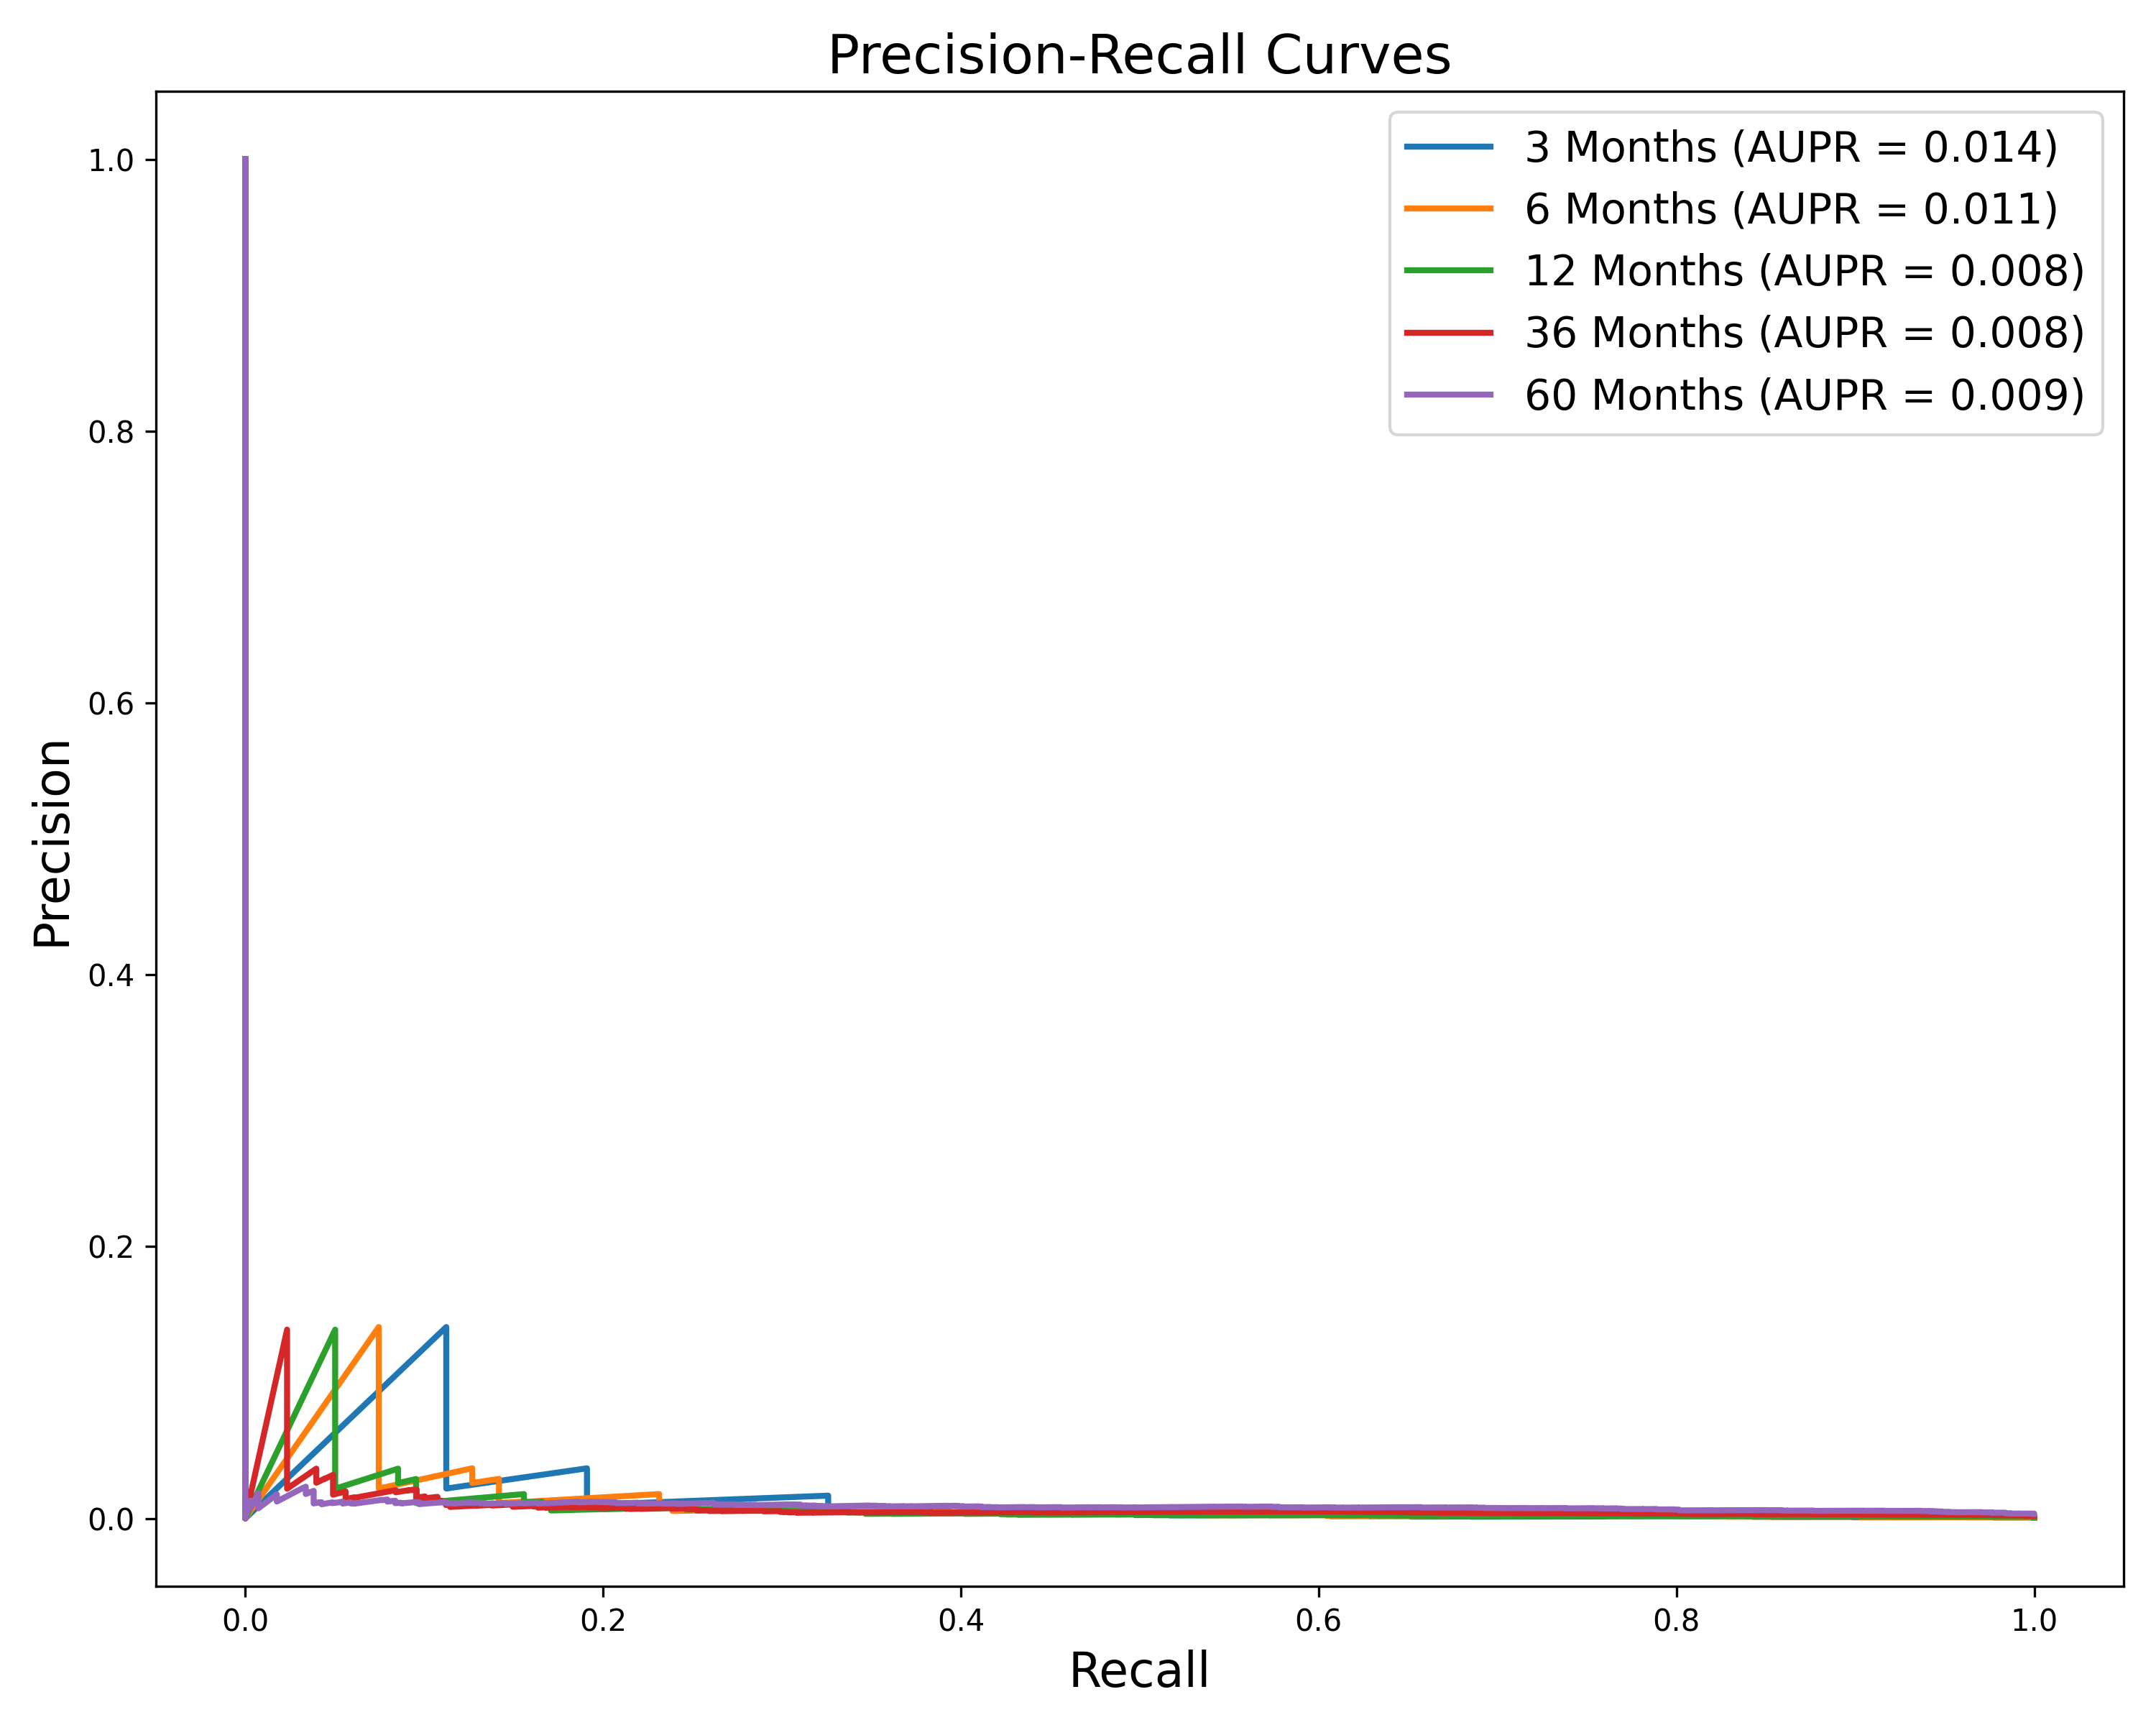 Precision-Recall Curves
3 Months (AUPR = 0.014)
6 Months (AUPR = 0.011)
12 Months (AUPR = 0.008)
36 Months (AUPR = 0.008)
60 Months (AUPR = 0.009)
Precision
1.0
0.8
0.6
0.4
0.2
0.0
0.0 0.2 0.4 0.6 0.8 1.0
Recall